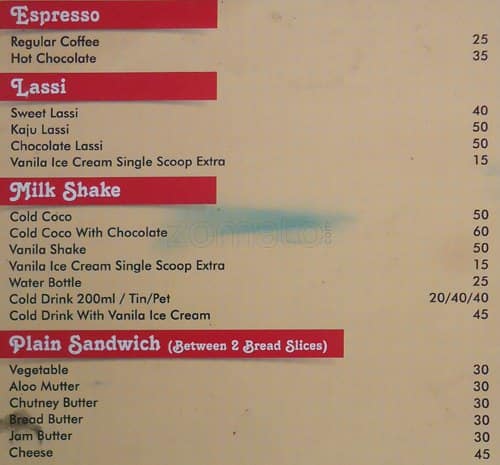 Espresso
Regular Coffee 25
Hot Chocolate 35
Lassi
Sweet Lassi 40
Kaju Lassi 50
Chocolate Lassi 50
Vanila Ice Cream Single Scoop Extra 15
Milk Shake
Cold Coco 50
Cold Coco With Chocolate 60
zomato.com
Vanila Shake 50
Vanila Ice Cream Single Scoop Extra 15
Water Bottle 25
Cold Drink 200ml / Tin/Pet 20/40/40
Cold Drink With Vanila Ice Cream 45
Plain Sandwich (Between 2 Bread Slices)
Vegetable 30
Aloo Mutter 30
Chutney Butter 30
Bread Butter 30
Jam Butter 30
Cheese 45